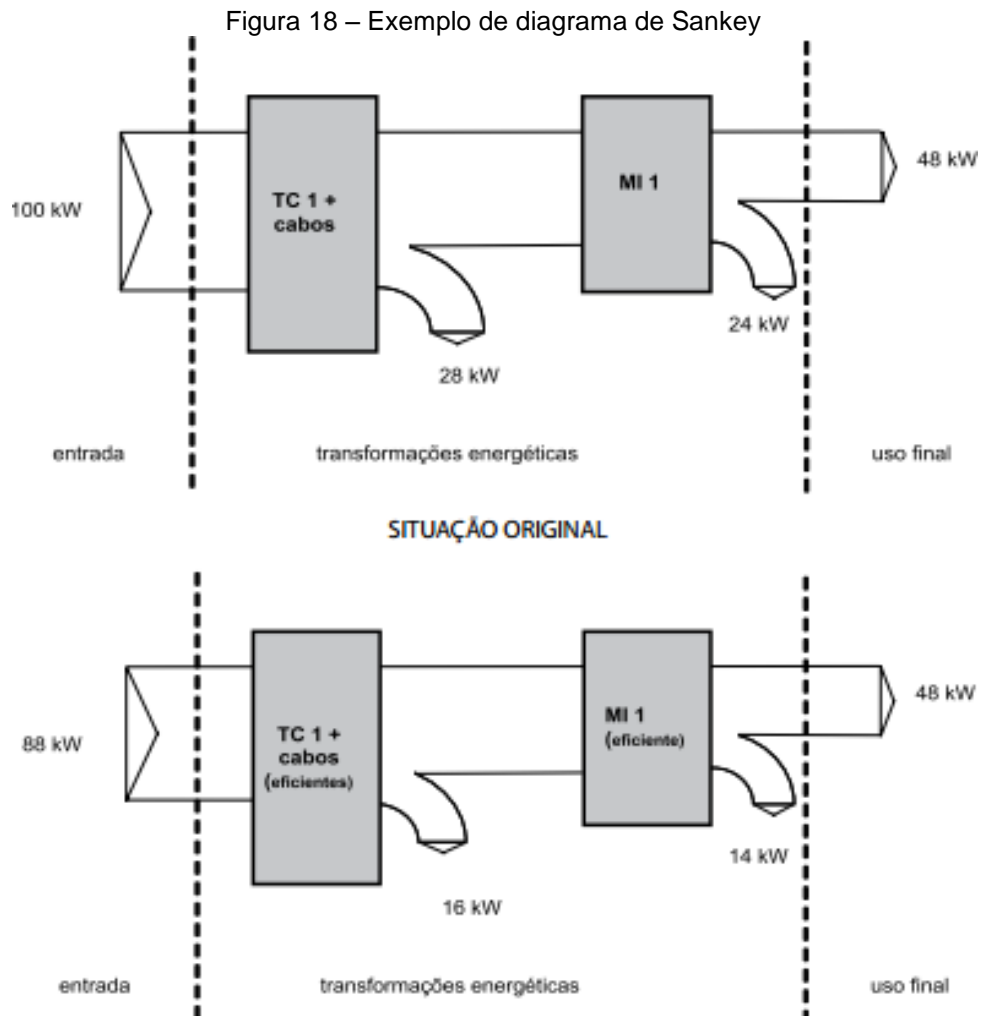 Figura 18 – Exemplo de diagrama de Sankey
100 kW
TC 1 +
cabos
MI 1
48 kW
28 kW
24 kW
entrada
transformações energéticas
uso final
SITUAÇÃO ORIGINAL
88 kW
TC 1 +
cabos
(eficientes)
MI 1
(eficiente)
48 kW
16 kW
14 kW
entrada
transformações energéticas
uso final